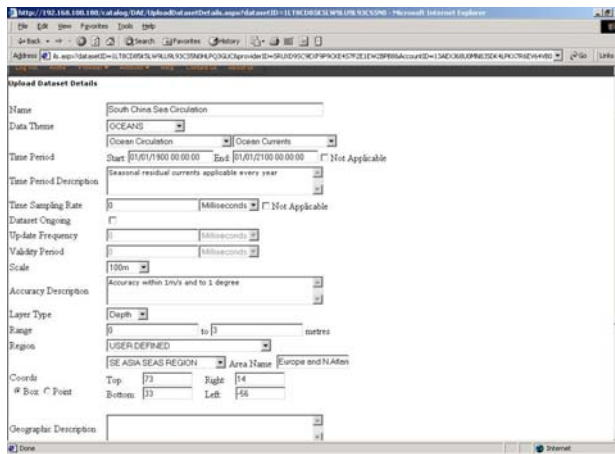 http://192.168.100.100/catalog/DAE/UploadDatasetDetails.aspx - Microsoft Internet Explorer
File Edit View Favorites Tools Help
Back Search Favorites History
Address Go Links
Upload Dataset Details
Name South China Sea Circulation
Data Theme OCEANS
Ocean Circulation Ocean Currents
Time Period Start: 01/01/1900 00:00:00 End: 01/01/2100 00:00:00 Not Applicable
Time Period Description Seasonal residual currents applicable every year
Time Sampling Rate 0 Milliseconds Not Applicable
Dataset Ongoing
Update Frequency 0 Milliseconds
Validity Period 0 Milliseconds
Scale 100m
Accuracy Description Accuracy within 1m/s and to 1 degree
Layer Type Depth
Range 0 to 3 metres
Region USER DEFINED
SE ASIA SEAS REGION Area Name Europe and N.Atlan
Coords Top: 73 Right: 14
Box Point Bottom: 33 Left: -56
Geographic Description
Done Internet